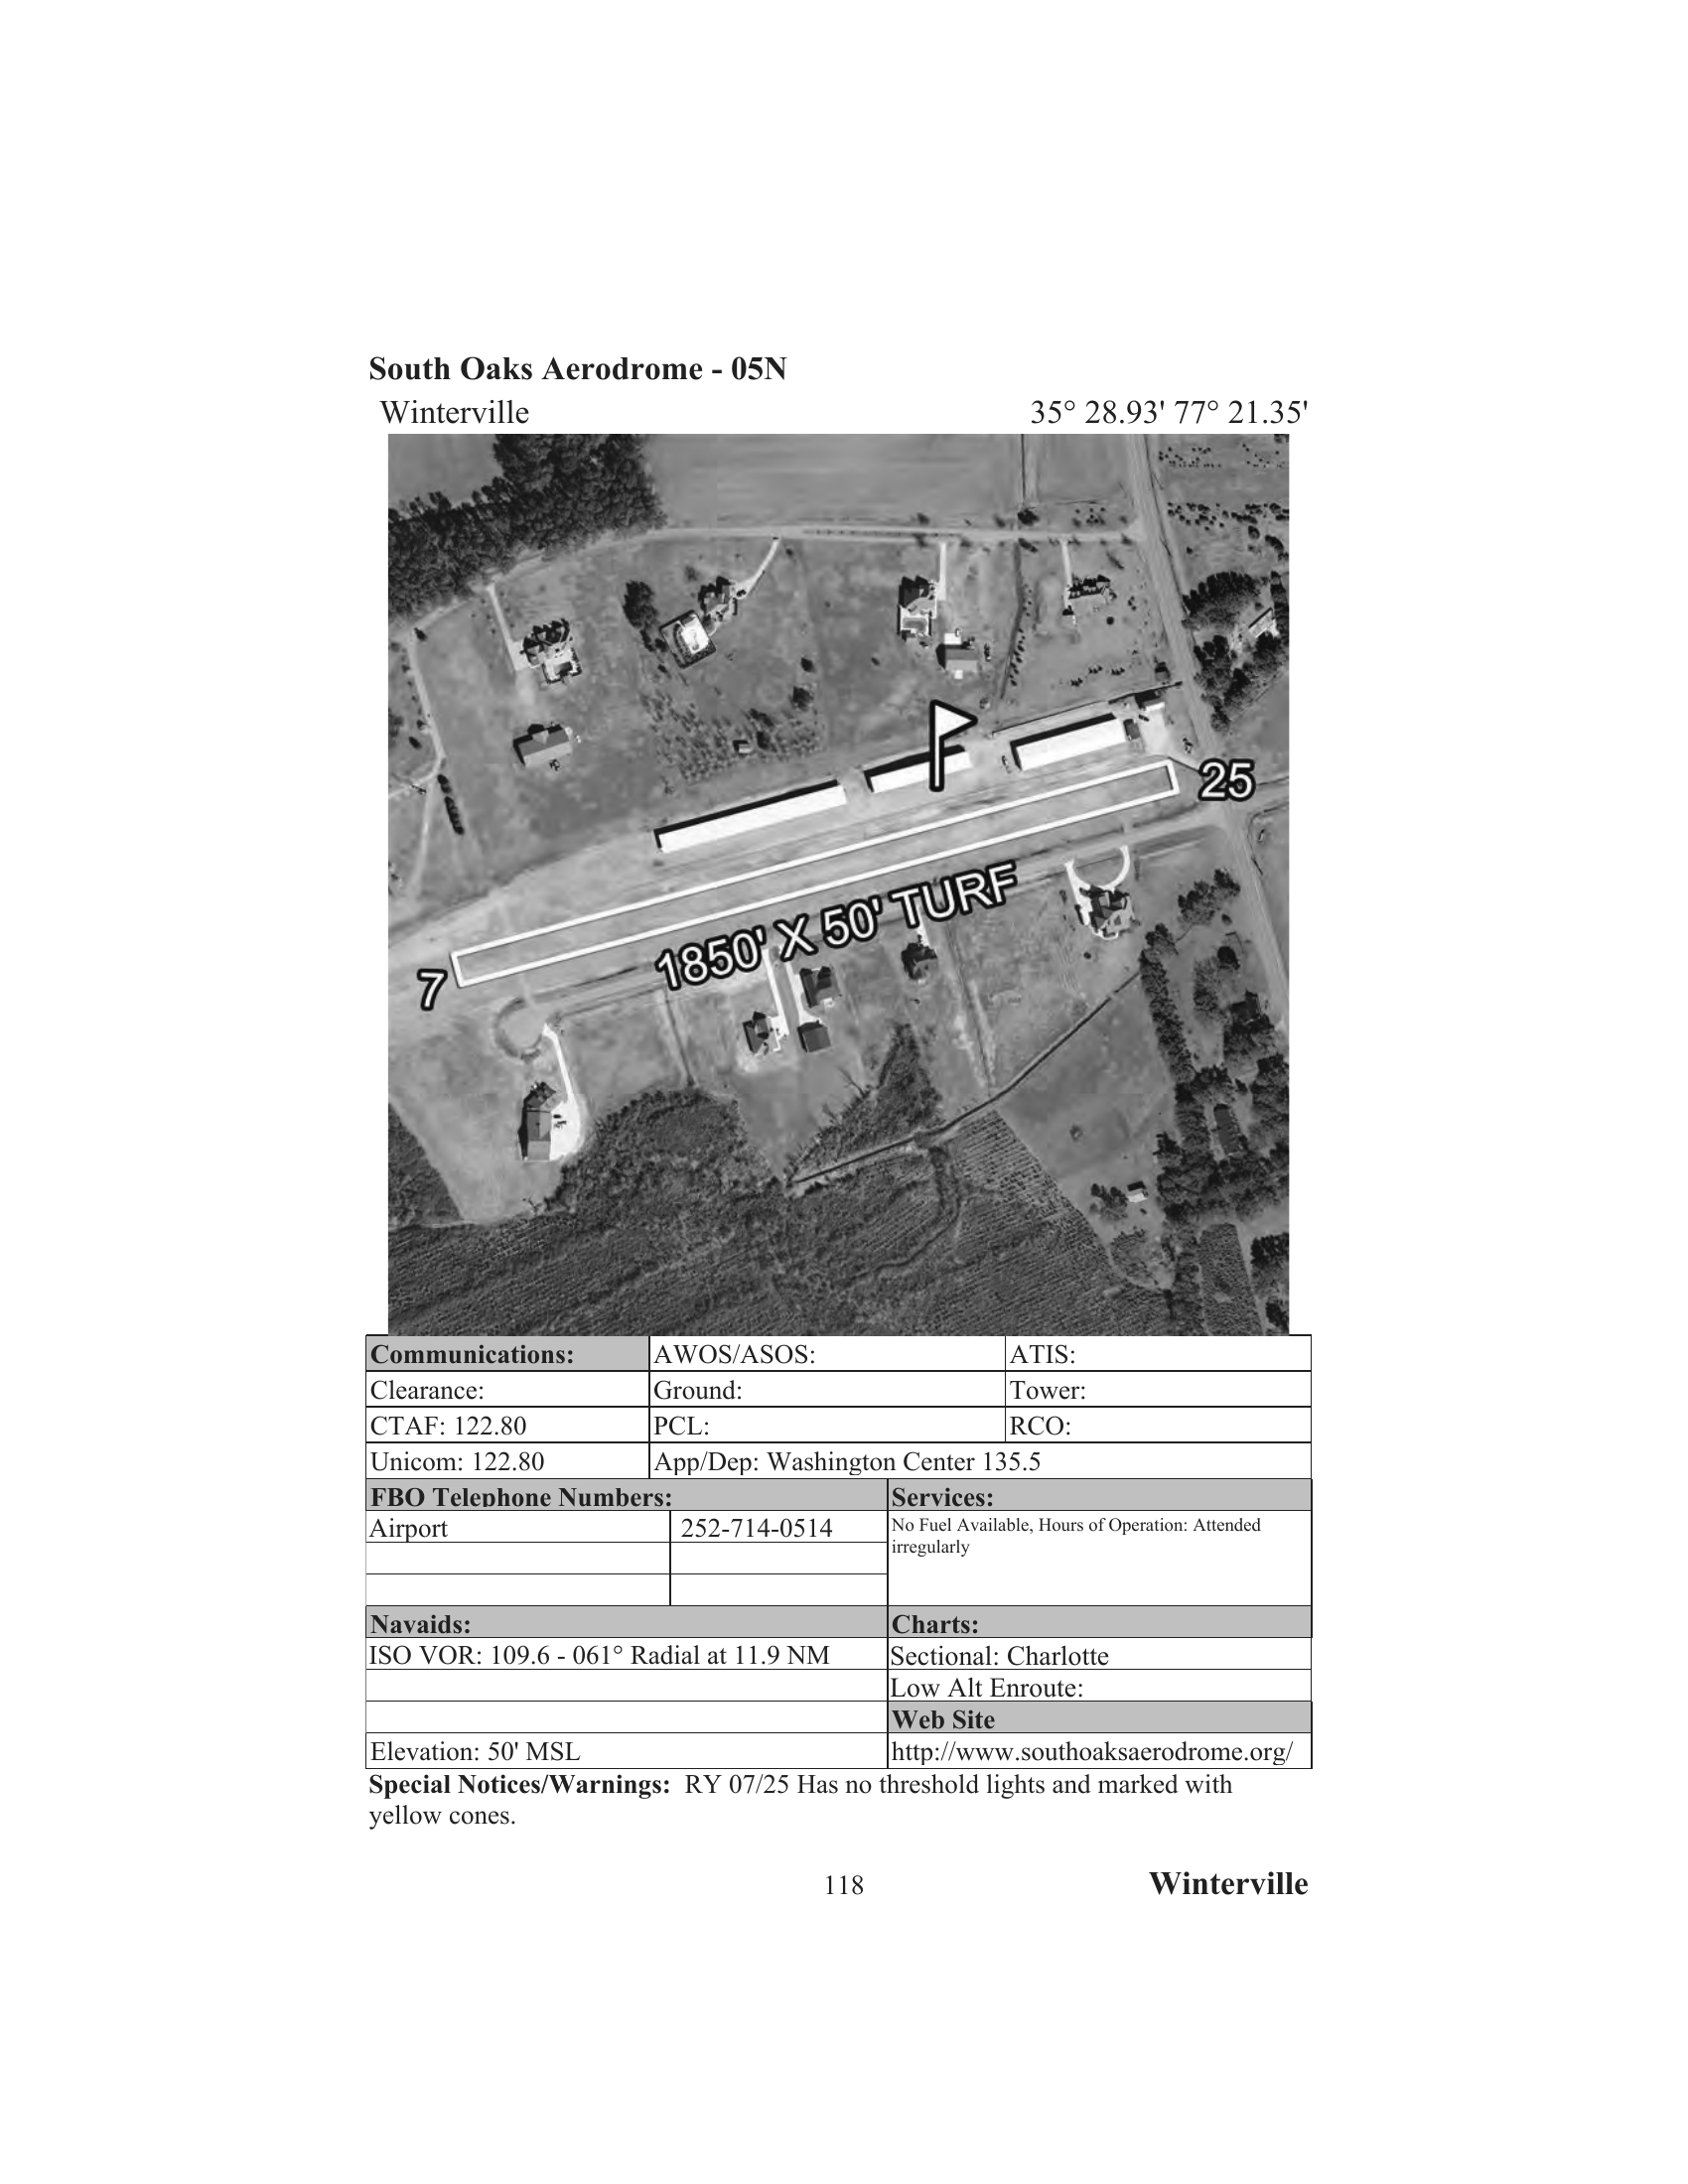 South Oaks Aerodrome - 05N
Winterville 35° 28.93' 77° 21.35'
25
1850' X 50' TURF
7
Communications: AWOS/ASOS: ATIS:
Clearance: Ground: Tower:
CTAF: 122.80 PCL: RCO:
Unicom: 122.80 App/Dep: Washington Center 135.5
FBO Telephone Numbers: Services:
Airport 252-714-0514 No Fuel Available, Hours of Operation: Attended
irregularly
Navaids: Charts:
ISO VOR: 109.6 - 061° Radial at 11.9 NM Sectional: Charlotte
Low Alt Enroute:
Web Site
Elevation: 50' MSL http://www.southoaksaerodrome.org/
Special Notices/Warnings: RY 07/25 Has no threshold lights and marked with
yellow cones.
118 Winterville